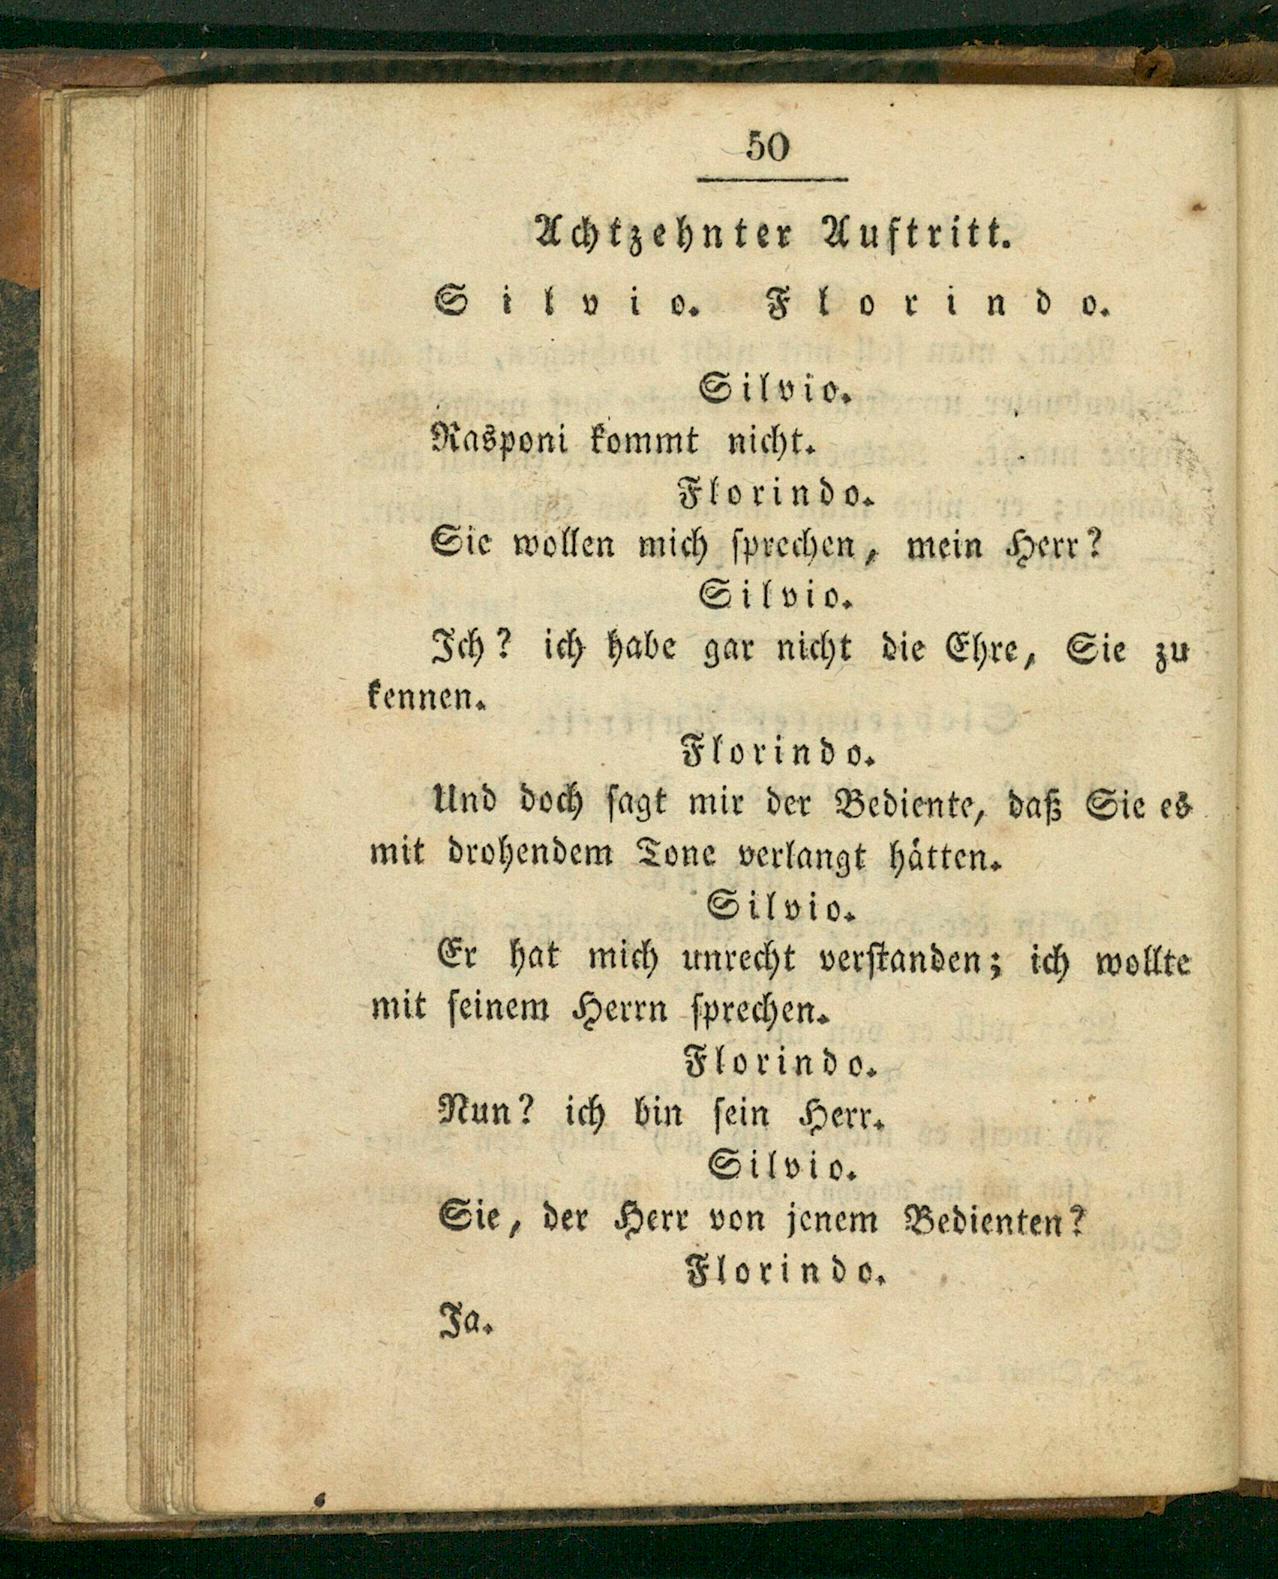 50
Achtzehnter Auftritt.
Silvio. Florindo.
Silvio.
Rasponi kommt nicht.
Florindo.
Sie wollen mich sprechen, mein Herr?
Silvio.
Ich? ich habe gar nicht die Ehre, Sie zu
kennen.
Florindo.
Und doch sagt mir der Bediente, daß Sie es
mit drohendem Tone verlangt hätten.
Silvio.
Er hat mich unrecht verstanden; ich wollte
mit seinem Herrn sprechen.
Florindo.
Nun? ich bin sein Herr.
Silvio.
Sie, der Herr von jenem Bedienten?
Florindo.
Ja.